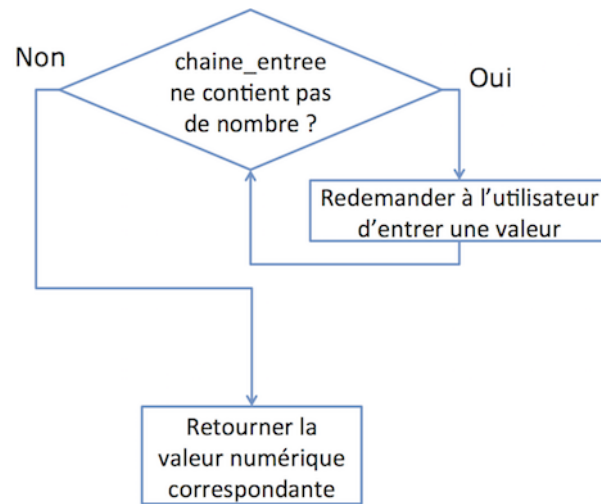 Non
chaine_entree
ne contient pas
de nombre ?
Oui
Redemander à l'utilisateur
d'entrer une valeur
Retourner la
valeur numérique
correspondante